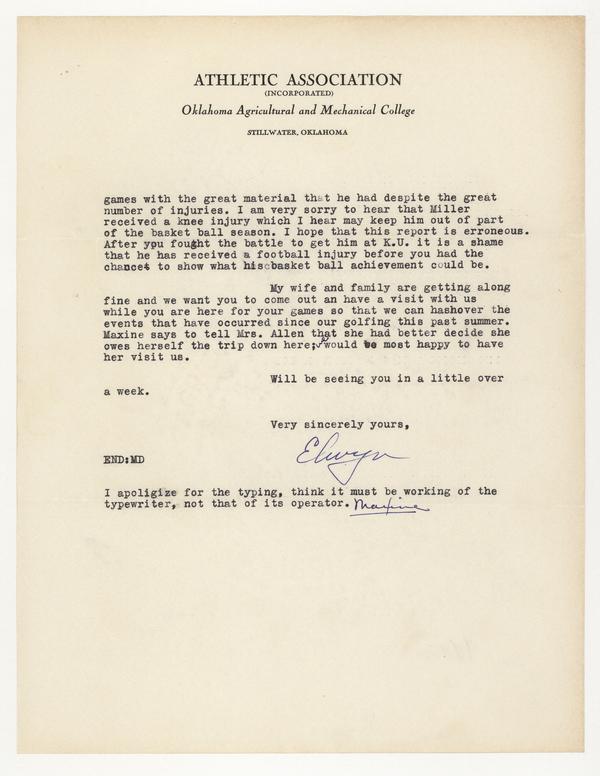 ATHLETIC ASSOCIATION
(INCORPORATED)
Oklahoma Agricultural and Mechanical College
STILLWATER, OKLAHOMA
games with the great material that he had despite the great
number of injuries. I am very sorry to hear that Miller
received a knee injury which I hear may keep him out of part
of the basket ball season. I hope that this report is erroneous.
After you fought the battle to get him at K.U. it is a shame
that he has received a football injury before you had the
chance to show what his basket ball achievement could be.
My wife and family are getting along
fine and we want you to come out an have a visit with us
while you are here for your games so that we can hashover the
events that have occurred since our golfing this past summer.
Maxine says to tell Mrs. Allen that she had better decide she
owes herself the trip down here; would be most happy to have
her visit us.
Will be seeing you in a little over
a week.
Very sincerely yours,
Elwyn
END:MD
I apoligize for the typing, think it must be working of the
typewriter, not that of its operator. Maxine